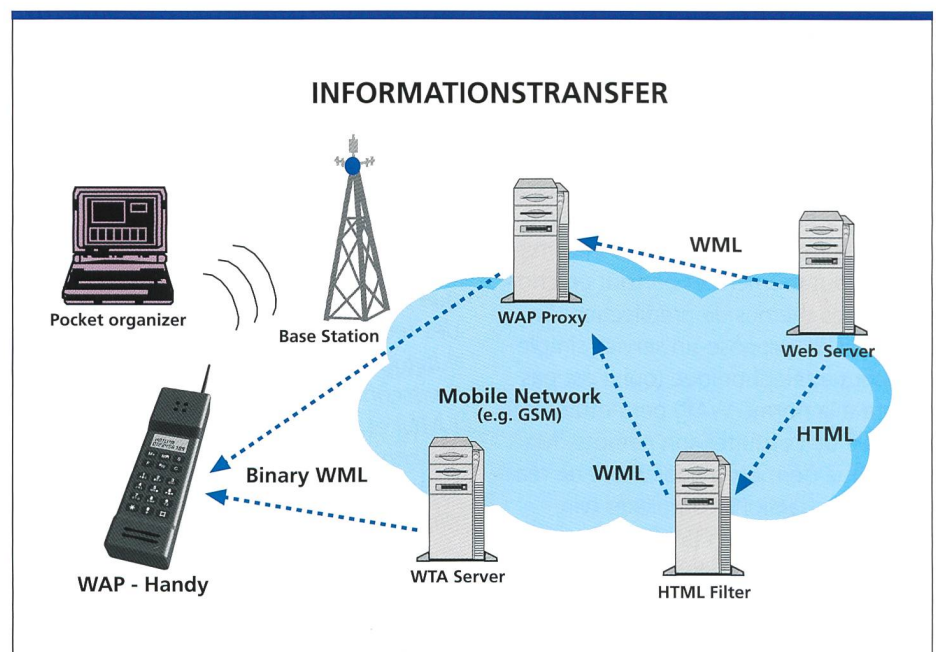 INFORMATIONSTRANSFER
Pocket organizer
Base Station
WAP Proxy
WML
Web Server
Mobile Network
(e.g. GSM)
HTML
WML
Binary WML
WTA Server
HTML Filter
WAP - Handy